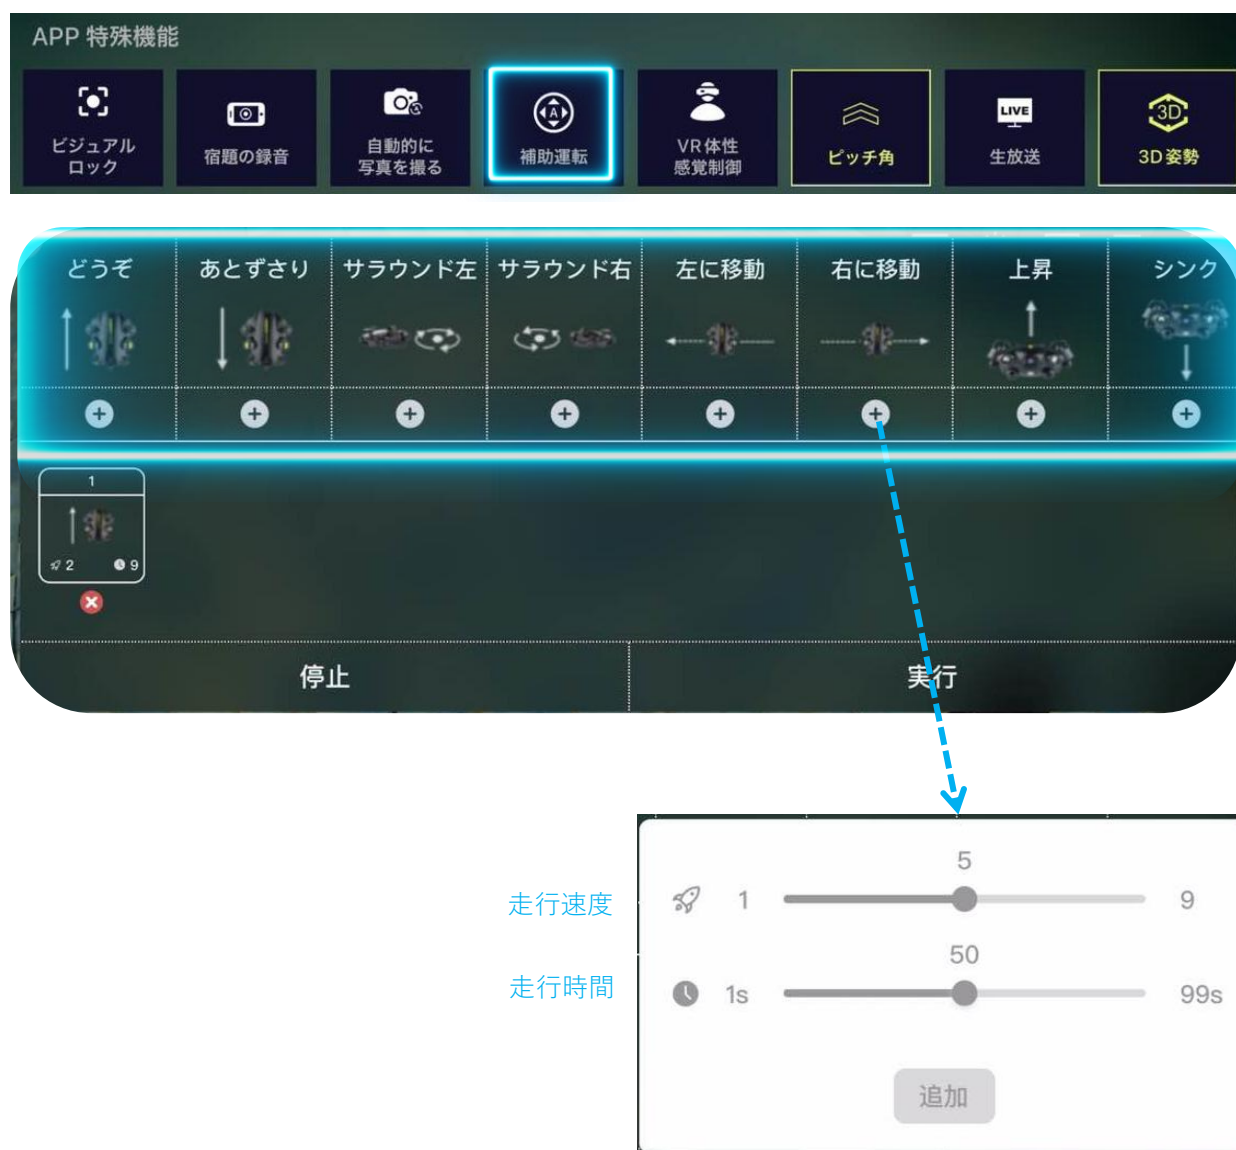 APP 特殊機能
ビジュアル
ロック
宿題の録音
自動的に
写真を撮る
補助運転
VR体性
感覚制御
ピッチ角
LIVE
生放送
3D
3D姿勢
A
どうぞ
あとずさり
サラウンド左
サラウンド右
左に移動
右に移動
上昇
シンク
1
2
9
停止
実行
走行速度
5
1
9
走行時間
50
1s
99s
追加